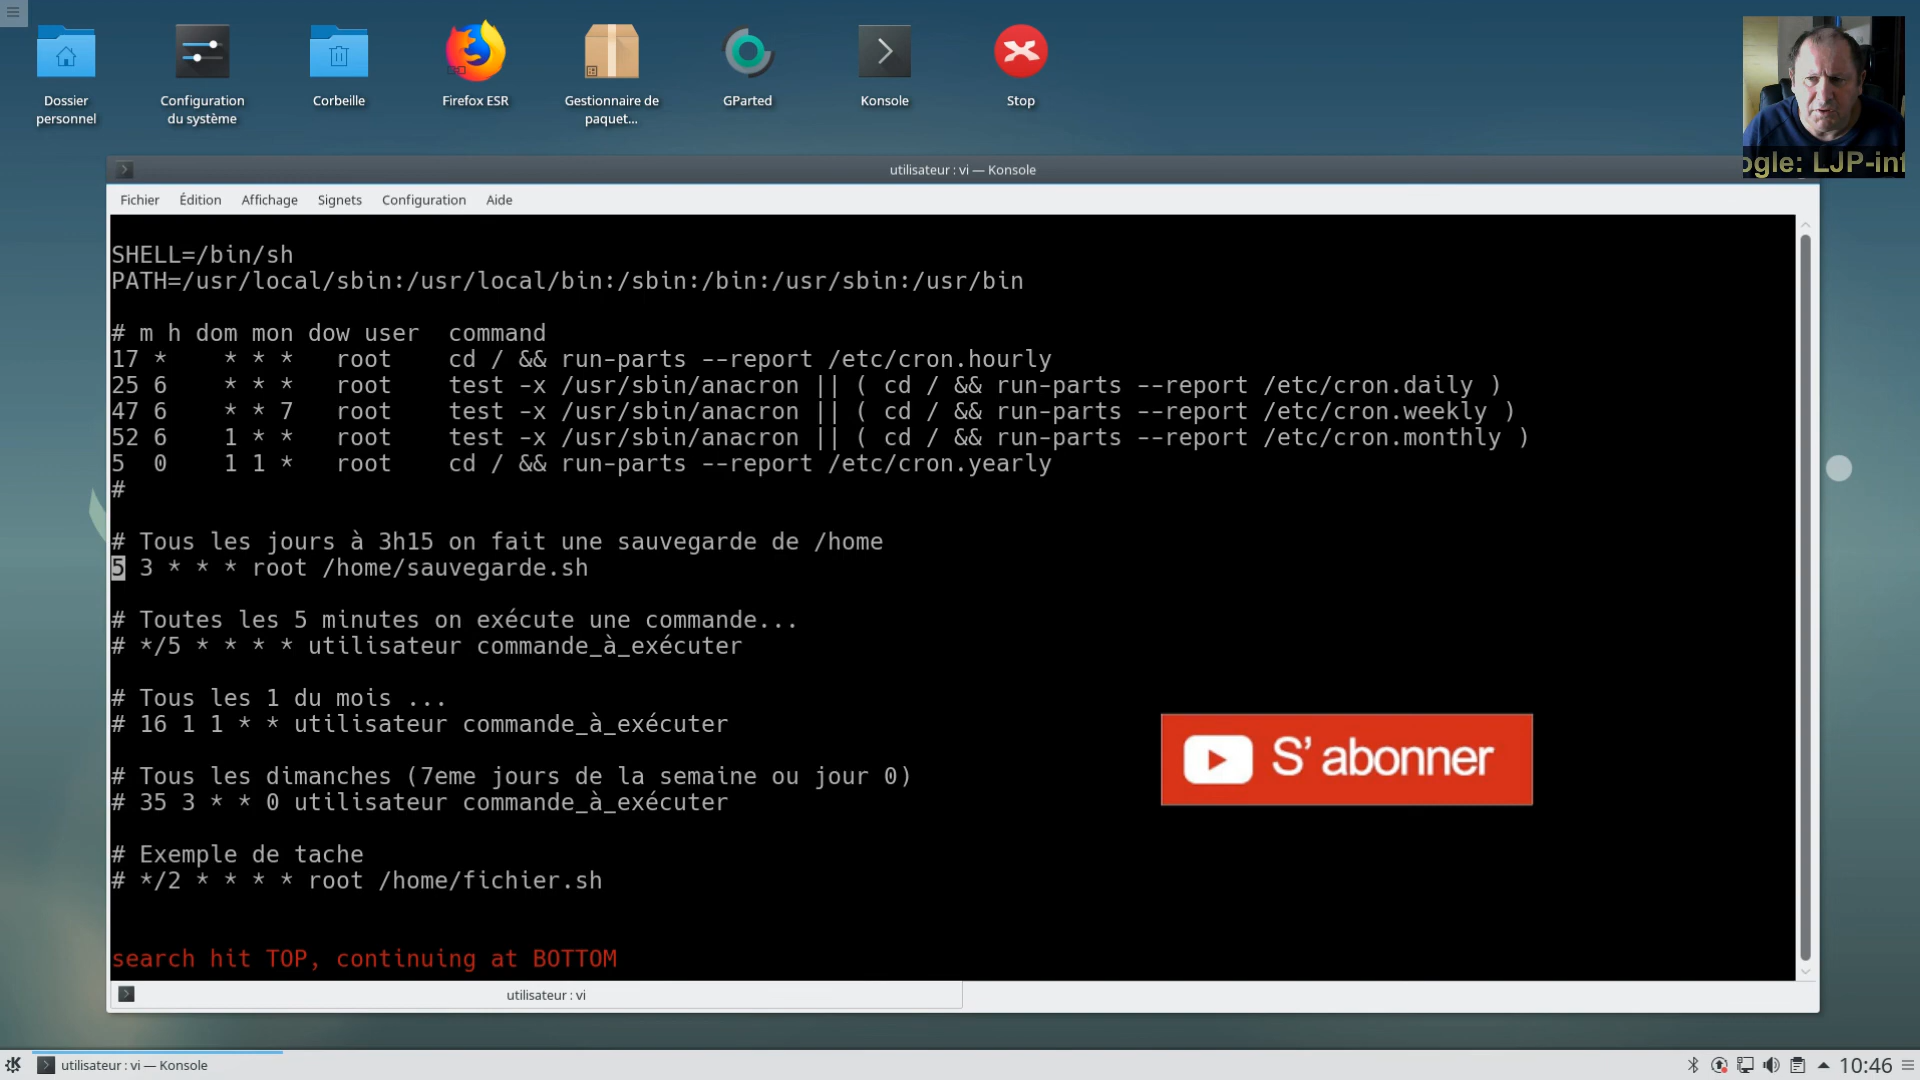 Dossier personnel
Configuration du système
Corbeille
Firefox ESR
Gestionnaire de paquet...
GParted
Konsole
Stop
ogle: LJP-inf
utilisateur : vi — Konsole
Fichier Édition Affichage Signets Configuration Aide
SHELL=/bin/sh
PATH=/usr/local/sbin:/usr/local/bin:/sbin:/bin:/usr/sbin:/usr/bin
# m h dom mon dow user  command
17 *    * * *   root    cd / && run-parts --report /etc/cron.hourly
25 6    * * *   root    test -x /usr/sbin/anacron || ( cd / && run-parts --report /etc/cron.daily )
47 6    * * 7   root    test -x /usr/sbin/anacron || ( cd / && run-parts --report /etc/cron.weekly )
52 6    1 * *   root    test -x /usr/sbin/anacron || ( cd / && run-parts --report /etc/cron.monthly )
5  0    1 1 *   root    cd / && run-parts --report /etc/cron.yearly
#
# Tous les jours à 3h15 on fait une sauvegarde de /home
5 3 * * * root /home/sauvegarde.sh
# Toutes les 5 minutes on exécute une commande...
# */5 * * * * utilisateur commande_à_exécuter
# Tous les 1 du mois ...
# 16 1 1 * * utilisateur commande_à_exécuter
# Tous les dimanches (7eme jours de la semaine ou jour 0)
# 35 3 * * 0 utilisateur commande_à_exécuter
# Exemple de tache
# */2 * * * * root /home/fichier.sh
S' abonner
search hit TOP, continuing at BOTTOM
utilisateur : vi
utilisateur : vi — Konsole
10:46